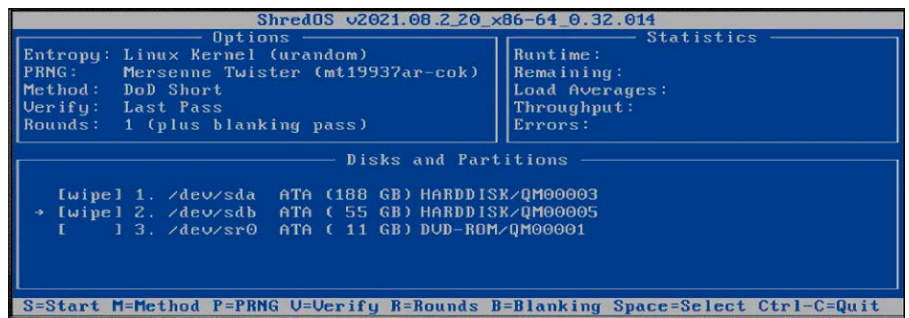 ShredOS v2021.08.2_20_x86-64_0.32.014
Options
Entropy: Linux Kernel (urandom)
PRNG: Mersenne Twister (mt19937ar-cok)
Method: DoD Short
Verify: Last Pass
Rounds: 1 (plus blanking pass)
Statistics
Runtime:
Remaining:
Load Averages:
Throughput:
Errors:
Disks and Partitions
[wipe] 1. /dev/sda ATA (188 GB) HARDDISK/QM00003
→ [wipe] 2. /dev/sdb ATA ( 55 GB) HARDDISK/QM00005
[ ] 3. /dev/sr0 ATA ( 11 GB) DVD-ROM/QM00001
S=Start M=Method P=PRNG V=Verify R=Rounds B=Blanking Space=Select Ctrl-C=Quit